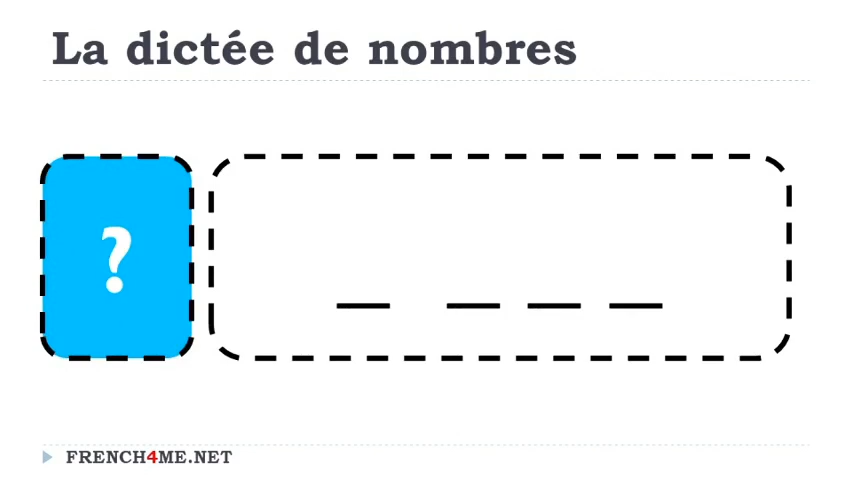 La dictée de nombres
?
_ _ _ _
FRENCH4ME.NET